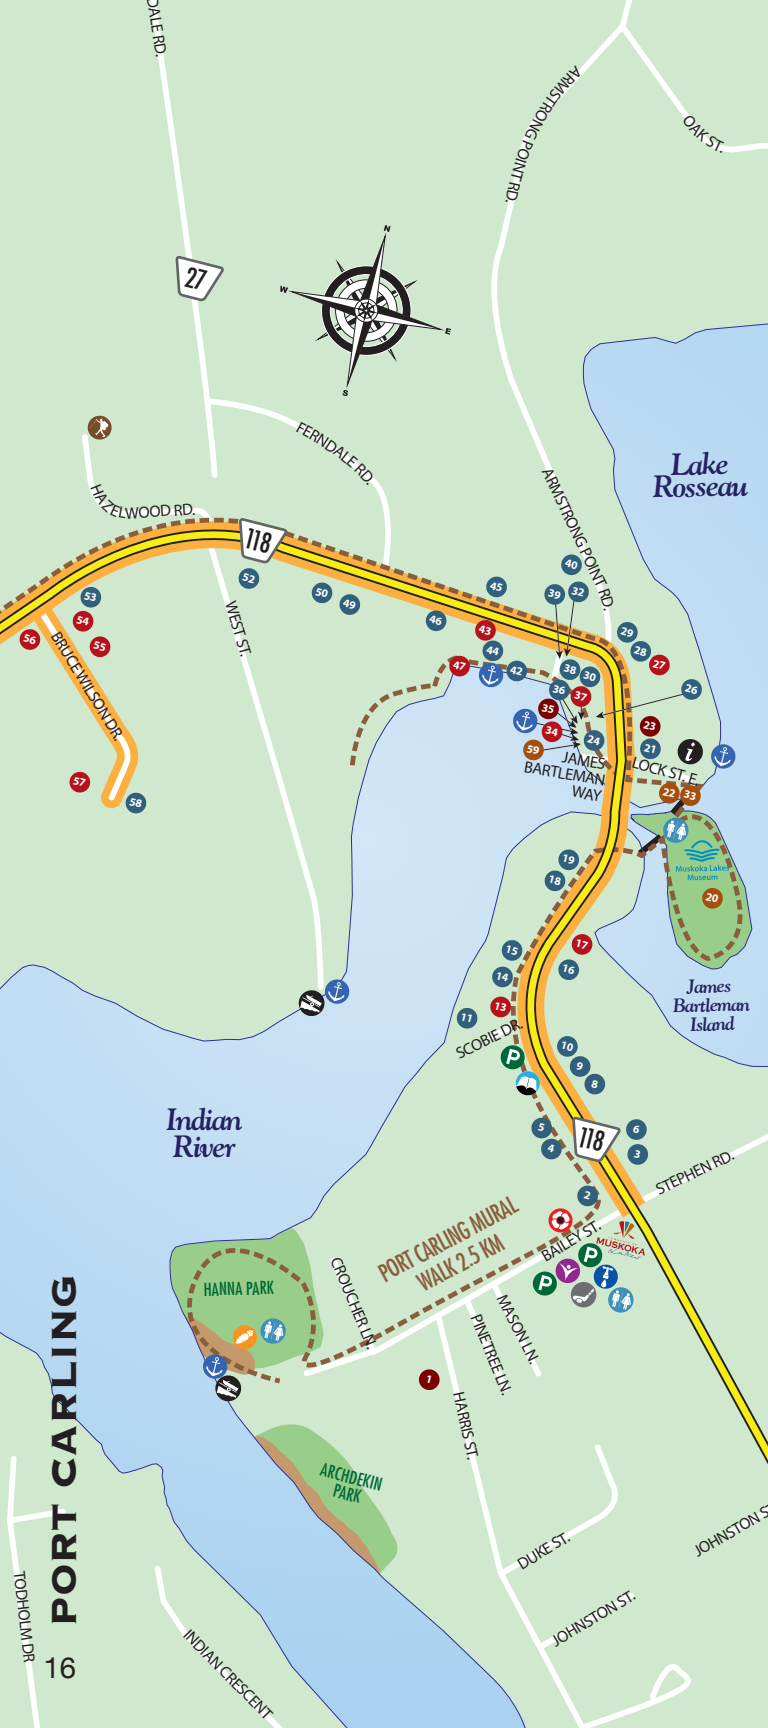 DALE RD.
ARMSTRONG POINT RD.
OAK ST.
27
N
W
E
S
FERNDALE RD.
HAZELWOOD RD.
118
Lake
Rosseau
ARMSTRONG POINT RD.
WEST ST.
BRUCE WILSON DR.
52
53
54
55
56
57
58
50
49
45
46
43
44
47
42
40
39
32
29
28
27
38
30
36
37
26
35
34
59
24
23
21
i
JAMES
BARTLEMAN
WAY
LOCK ST. E.
22
33
Muskoka Lakes
Museum
20
James
Bartleman
Island
19
18
17
16
15
14
13
11
SCOBIE DR.
P
10
9
8
5
4
118
6
3
2
STEPHEN RD.
BAILEY ST.
MUSKOKA
Lakes
P
P
Indian
River
PORT CARLING MURAL
WALK 2.5 KM
HANNA PARK
CROUCHER LN.
MASON LN.
PINETREE LN.
HARRIS ST.
1
ARCHDEKIN
PARK
DUKE ST.
JOHNSTON S
JOHNSTON ST.
TODHOLM DR
INDIAN CRESCENT
PORT CARLING
16